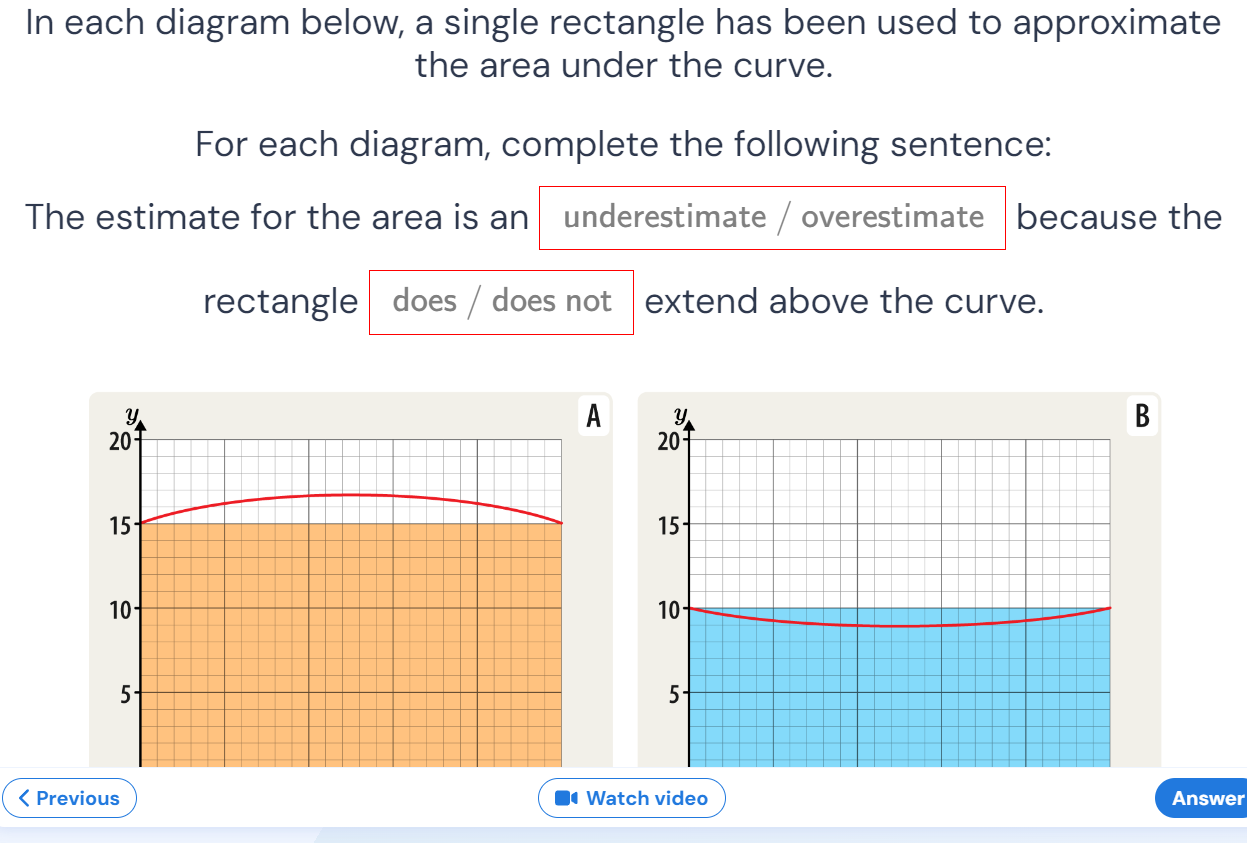 In each diagram below, a single rectangle has been used to approximate
the area under the curve.
For each diagram, complete the following sentence:
The estimate for the area is an underestimate / overestimate because the
rectangle does / does not extend above the curve.
y A
20
15
10
5
y B
20
15
10
5
Previous
Watch video
Answer